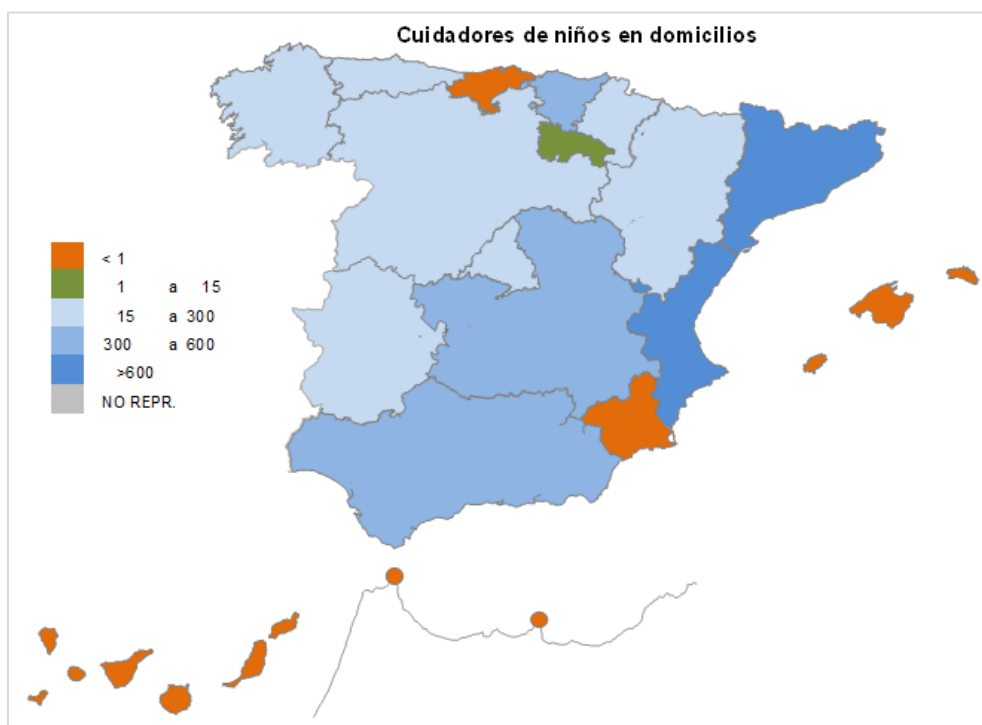 Cuidadores de niños en domicilios
< 1
1 a 15
15 a 300
300 a 600
>600
NO REPR.